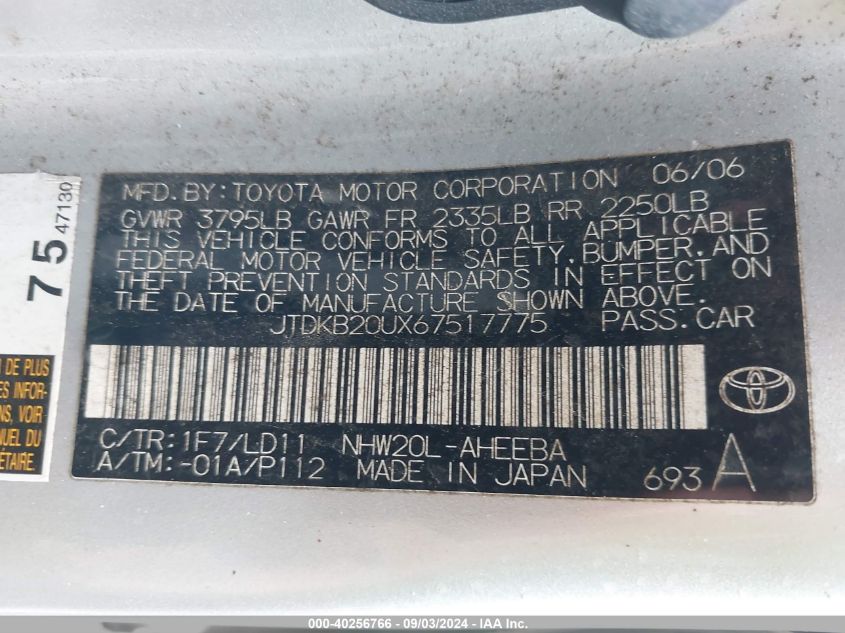 MFD.BY:TOYOTA MOTOR CORPORATION 06/06
GVWR 3795LB GAWR FR 2335LB RR 2250LB
THIS VEHICLE CONFORMS TO ALL APPLICABLE
FEDERAL MOTOR VEHICLE SAFETY,BUMPER,AND
THEFT PREVENTION STANDARDS IN EFFECT ON
THE DATE OF MANUFACTURE SHOWN ABOVE.
JTDKB20UX67517775 PASS.CAR
C/TR:1F7/LD11 NHW20L-AHEEBA
A/TM:-01A/P112 MADE IN JAPAN 693 A
75
47130
DE PLUS
ES INFOR-
NS, VOIR
NUEL DU
ÉTAIRE.
000-40256766 - 09/03/2024 - IAA Inc.